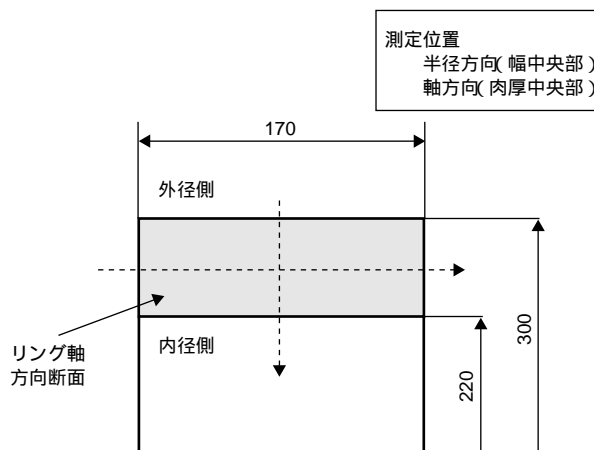 測定位置
半径方向(幅中央部)
軸方向(肉厚中央部)
170
外径側
リング軸
方向断面
内径側
220
300